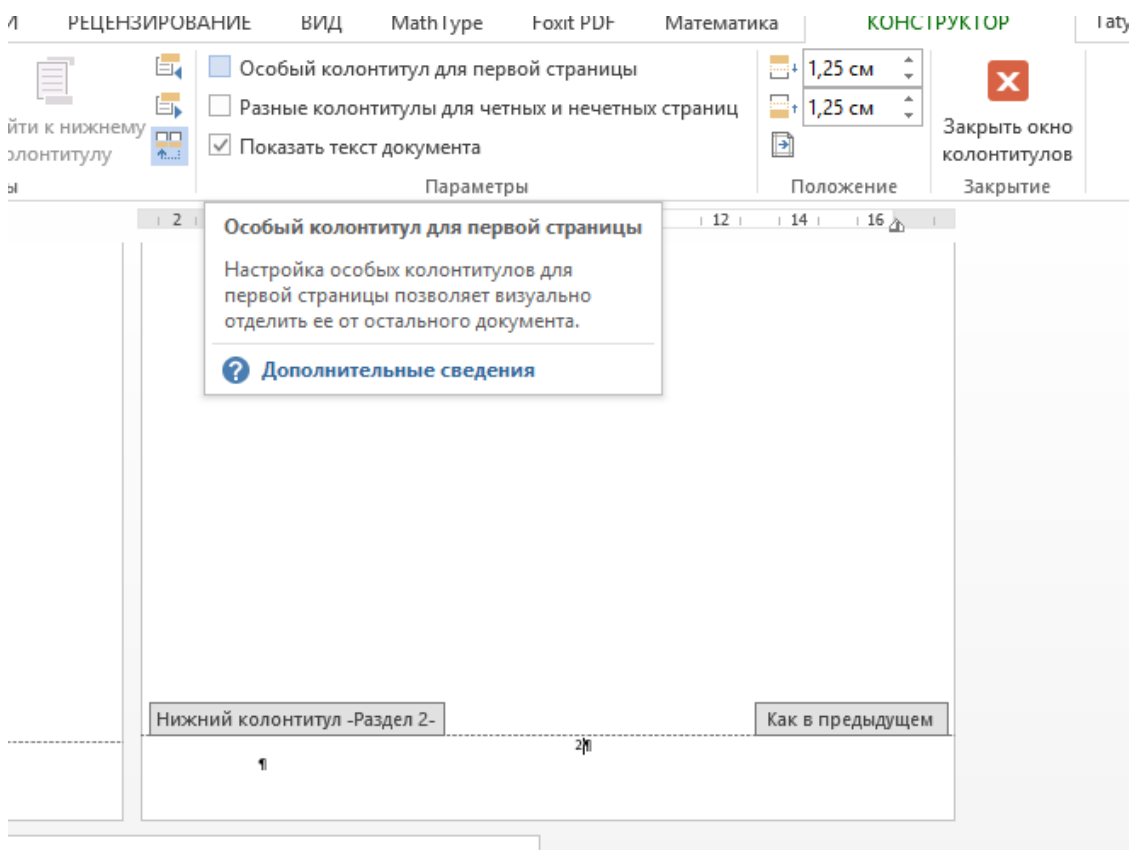 И РЕЦЕНЗИРОВАНИЕ ВИД MathType Foxit PDF Математика КОНСТРУКТОР Taty
Особый колонтитул для первой страницы 1,25 см
Разные колонтитулы для четных и нечетных страниц 1,25 см
йти к нижнему
олонтитулу
Показать текст документа
Закрыть окно
колонтитулов
ы Параметры Положение Закрытие
2 12 14 16
Особый колонтитул для первой страницы
Настройка особых колонтитулов для
первой страницы позволяет визуально
отделить ее от остального документа.
Дополнительные сведения
Нижний колонтитул -Раздел 2- Как в предыдущем
2¶
¶